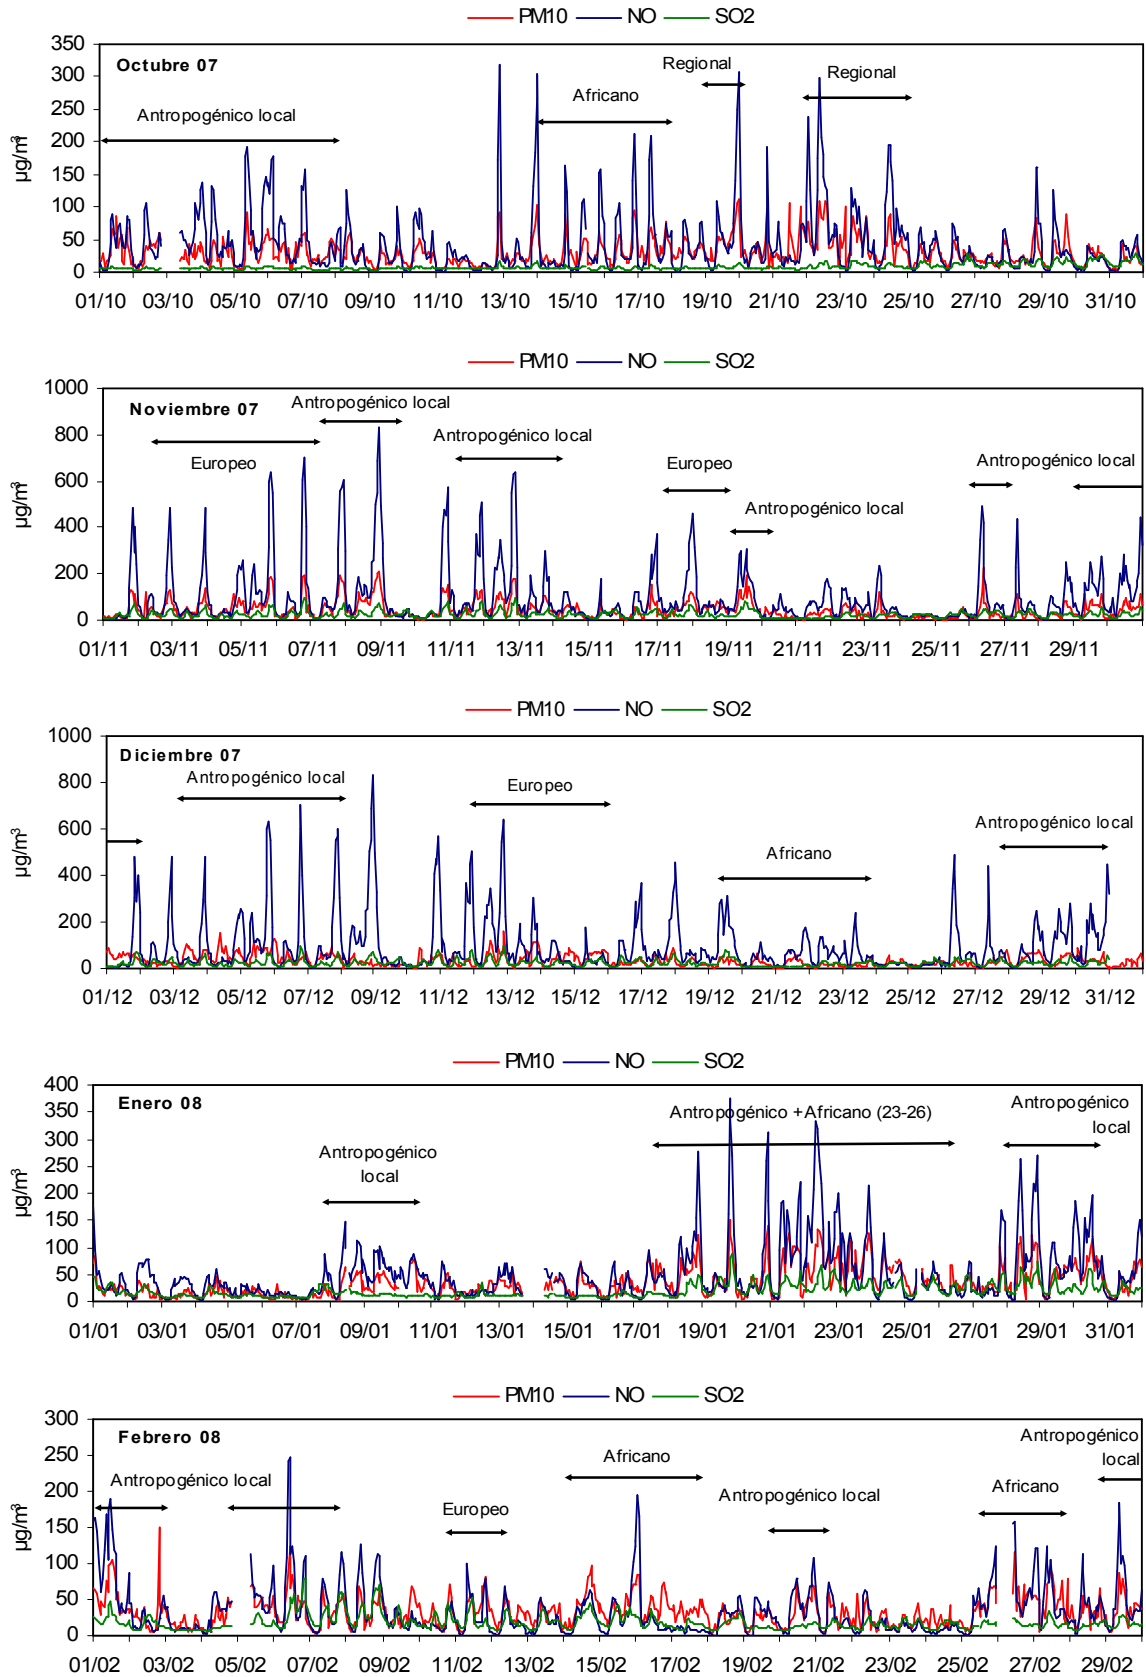 PM10 NO SO2
350
300
250
200
150
100
50
0
µg/m³
Octubre 07
Antropogénico local
Africano
Regional
Regional
01/10 03/10 05/10 07/10 09/10 11/10 13/10 15/10 17/10 19/10 21/10 22/10 25/10 27/10 29/10 31/10
PM10 NO SO2
1000
800
600
400
200
0
µg/m³
Noviembre 07
Antropogénico local
Europeo
Antropogénico local
Europeo
Antropogénico local
Antropogénico local
01/11 03/11 05/11 07/11 09/11 11/11 13/11 15/11 17/11 19/11 21/11 23/11 25/11 27/11 29/11
PM10 NO SO2
1000
800
600
400
200
0
µg/m³
Diciembre 07
Antropogénico local
Europeo
Africano
Antropogénico local
01/12 03/12 05/12 07/12 09/12 11/12 13/12 15/12 17/12 19/12 21/12 23/12 25/12 27/12 29/12 31/12
PM10 NO SO2
400
350
300
250
200
150
100
50
0
µg/m³
Enero 08
Antropogénico
local
Antropogénico +Africano (23-26)
Antropogénico
local
01/01 03/01 05/01 07/01 09/01 11/01 13/01 15/01 17/01 19/01 21/01 23/01 25/01 27/01 29/01 31/01
PM10 NO SO2
300
250
200
150
100
50
0
µg/m³
Febrero 08
Antropogénico local
Europeo
Africano
Antropogénico local
Africano
Antropogénico
local
01/02 03/02 05/02 07/02 09/02 11/02 13/02 15/02 17/02 19/02 21/02 23/02 25/02 27/02 29/02